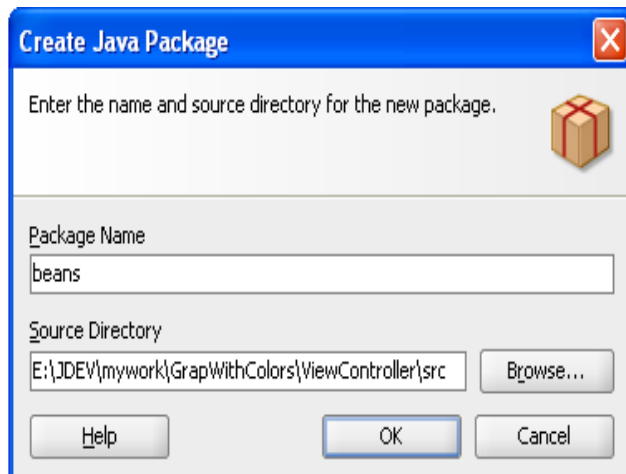 Create Java Package
Enter the name and source directory for the new package.
Package Name
beans
Source Directory
E:\JDEV\mywork\GrapWithColors\ViewController\src
Browse...
Help
OK
Cancel